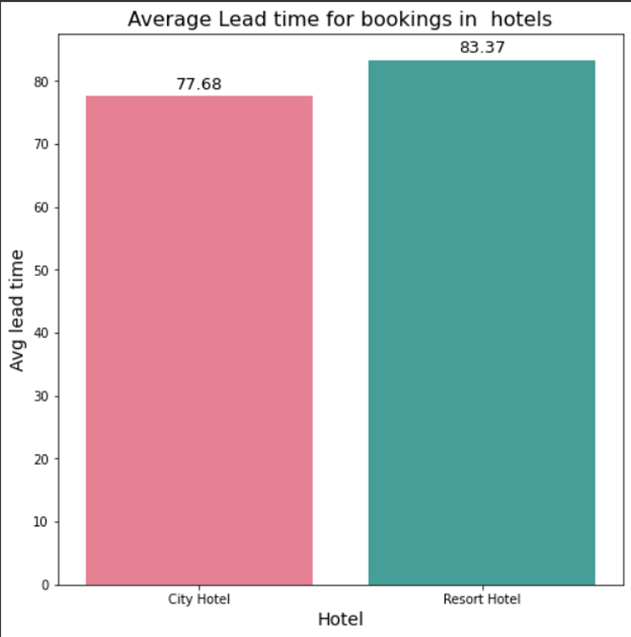 Average Lead time for bookings in  hotels
83.37
77.68
80
70
60
50
40
30
20
10
0
Avg lead time
City Hotel
Resort Hotel
Hotel